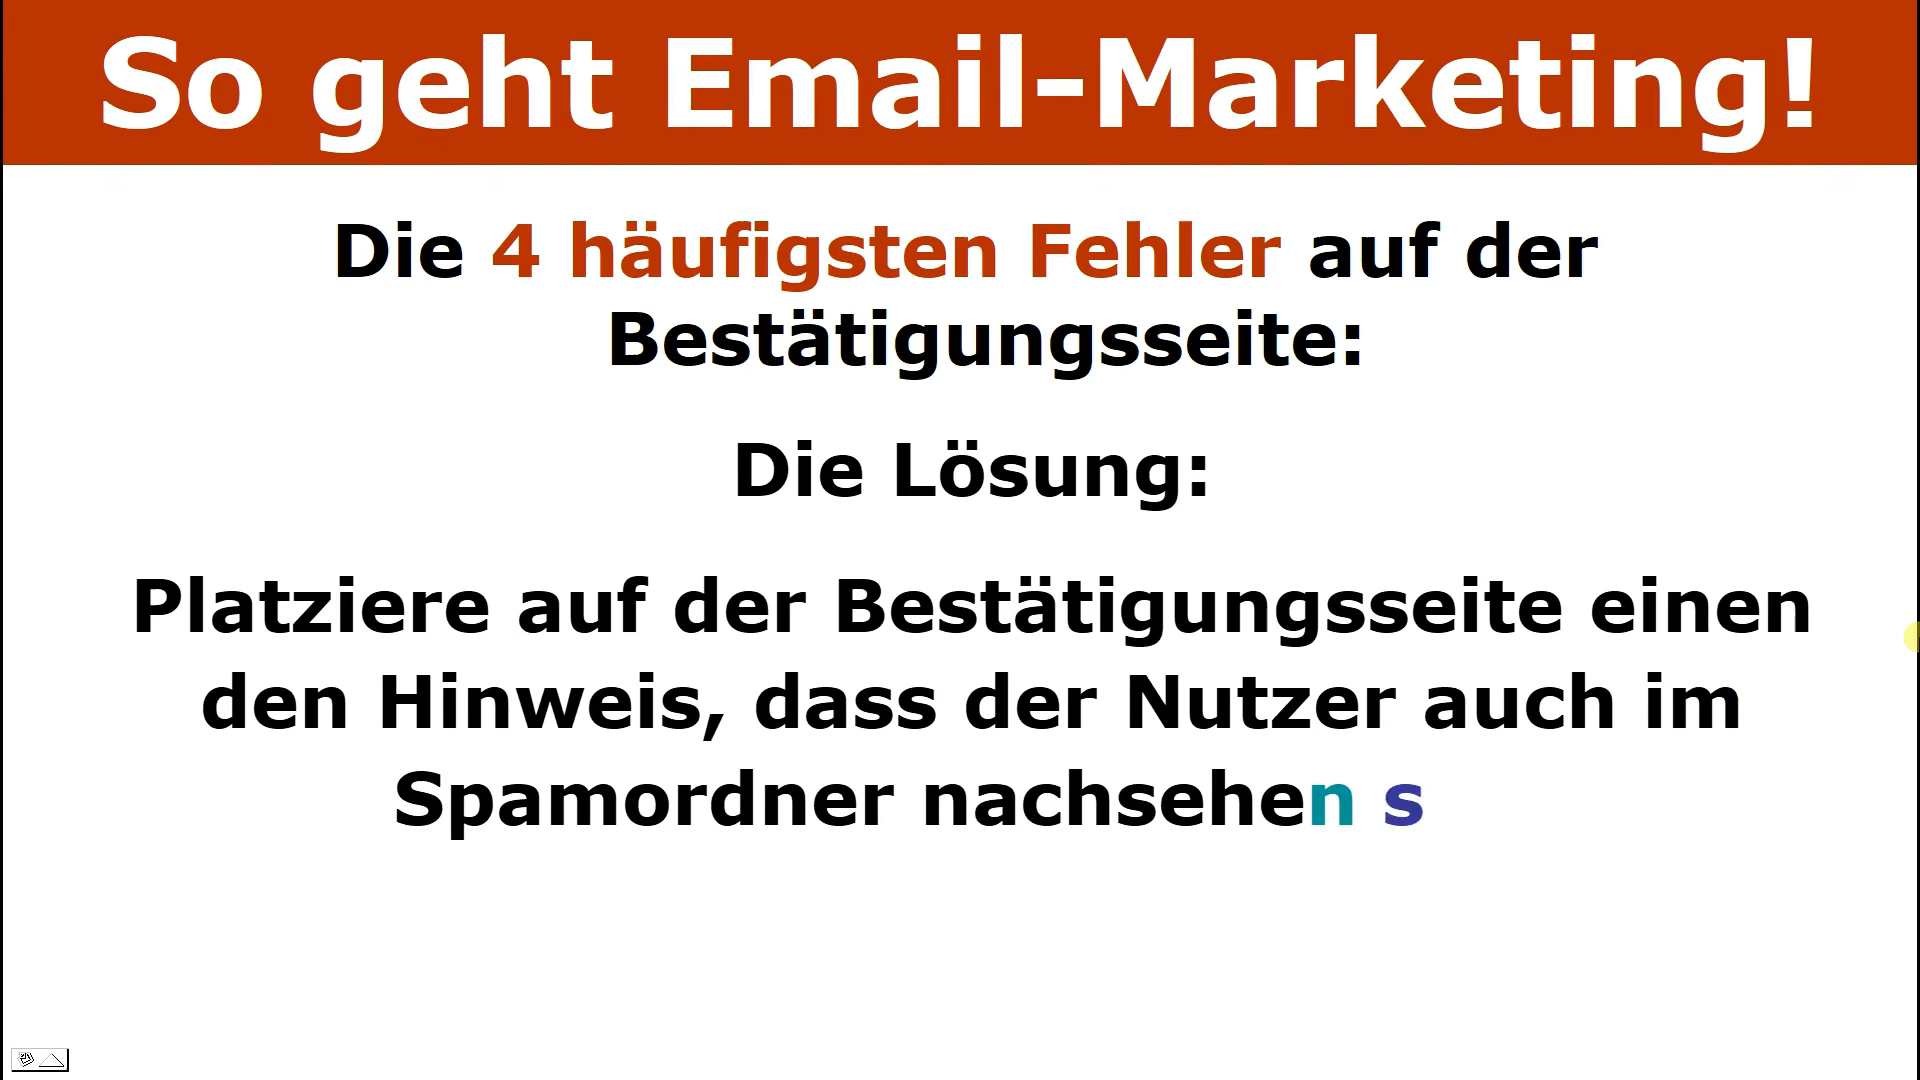 So geht Email-Marketing!
Die 4 häufigsten Fehler auf der
Bestätigungsseite:
Die Lösung:
Platziere auf der Bestätigungsseite einen
den Hinweis, dass der Nutzer auch im
Spamordner nachsehen s